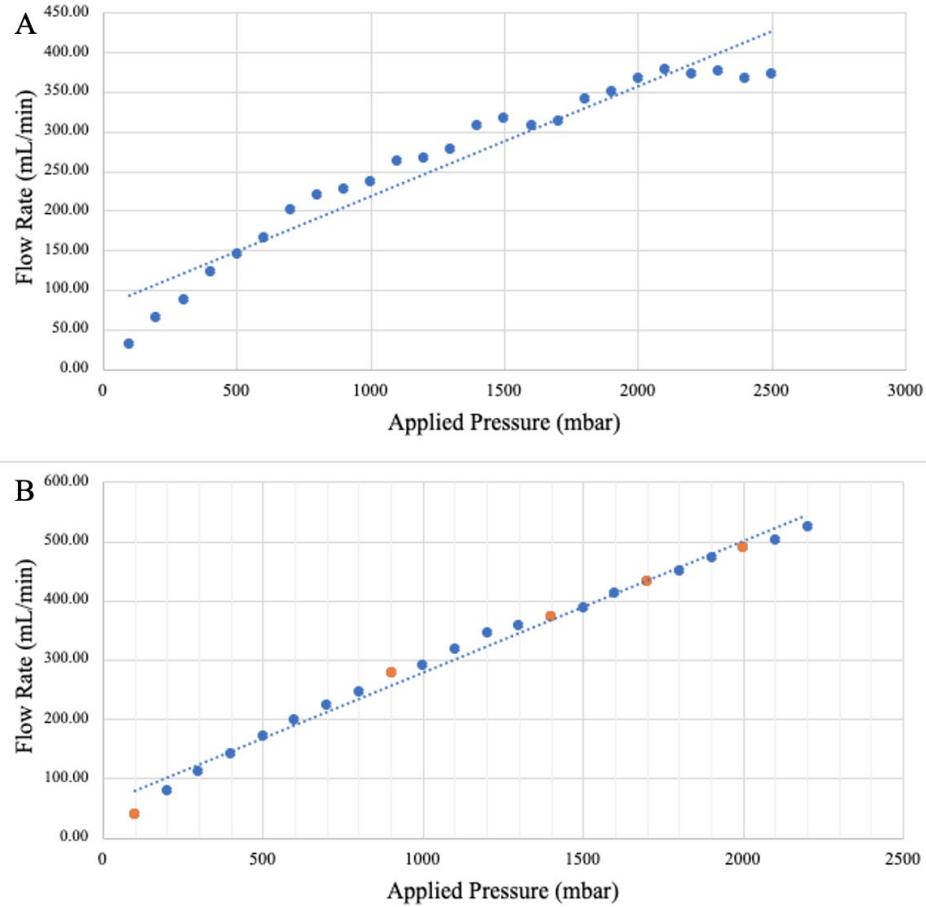 A
450.00
400.00
350.00
300.00
250.00
200.00
150.00
100.00
50.00
0.00
Flow Rate (mL/min)
0 500 1000 1500 2000 2500 3000
Applied Pressure (mbar)
B
600.00
500.00
400.00
300.00
200.00
100.00
0.00
Flow Rate (mL/min)
0 500 1000 1500 2000 2500
Applied Pressure (mbar)